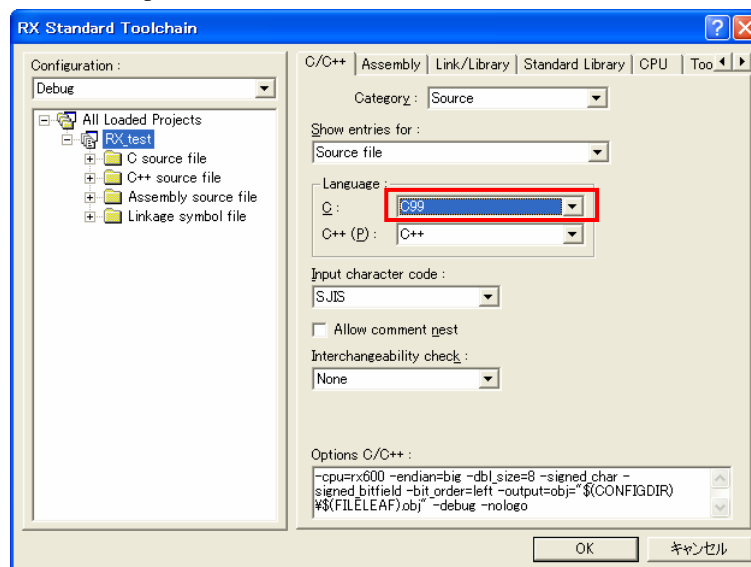 RX Standard Toolchain
Configuration :
Debug
All Loaded Projects
RX_test
C source file
C++ source file
Assembly source file
Linkage symbol file
C/C++
Assembly
Link/Library
Standard Library
CPU
Too
Category :
Source
Show entries for :
Source file
Language :
C :
C99
C++ (P) :
C++
Input character code :
SJIS
Allow comment nest
Interchangeability check :
None
Options C/C++ :
-cpu=rx600 -endian=big -dbl_size=8 -signed_char -
signed_bitfield -bit_order=left -output=obj="$(CONFIGDIR)
¥$(FILELEAF).obj" -debug -nologo
OK
キャンセル